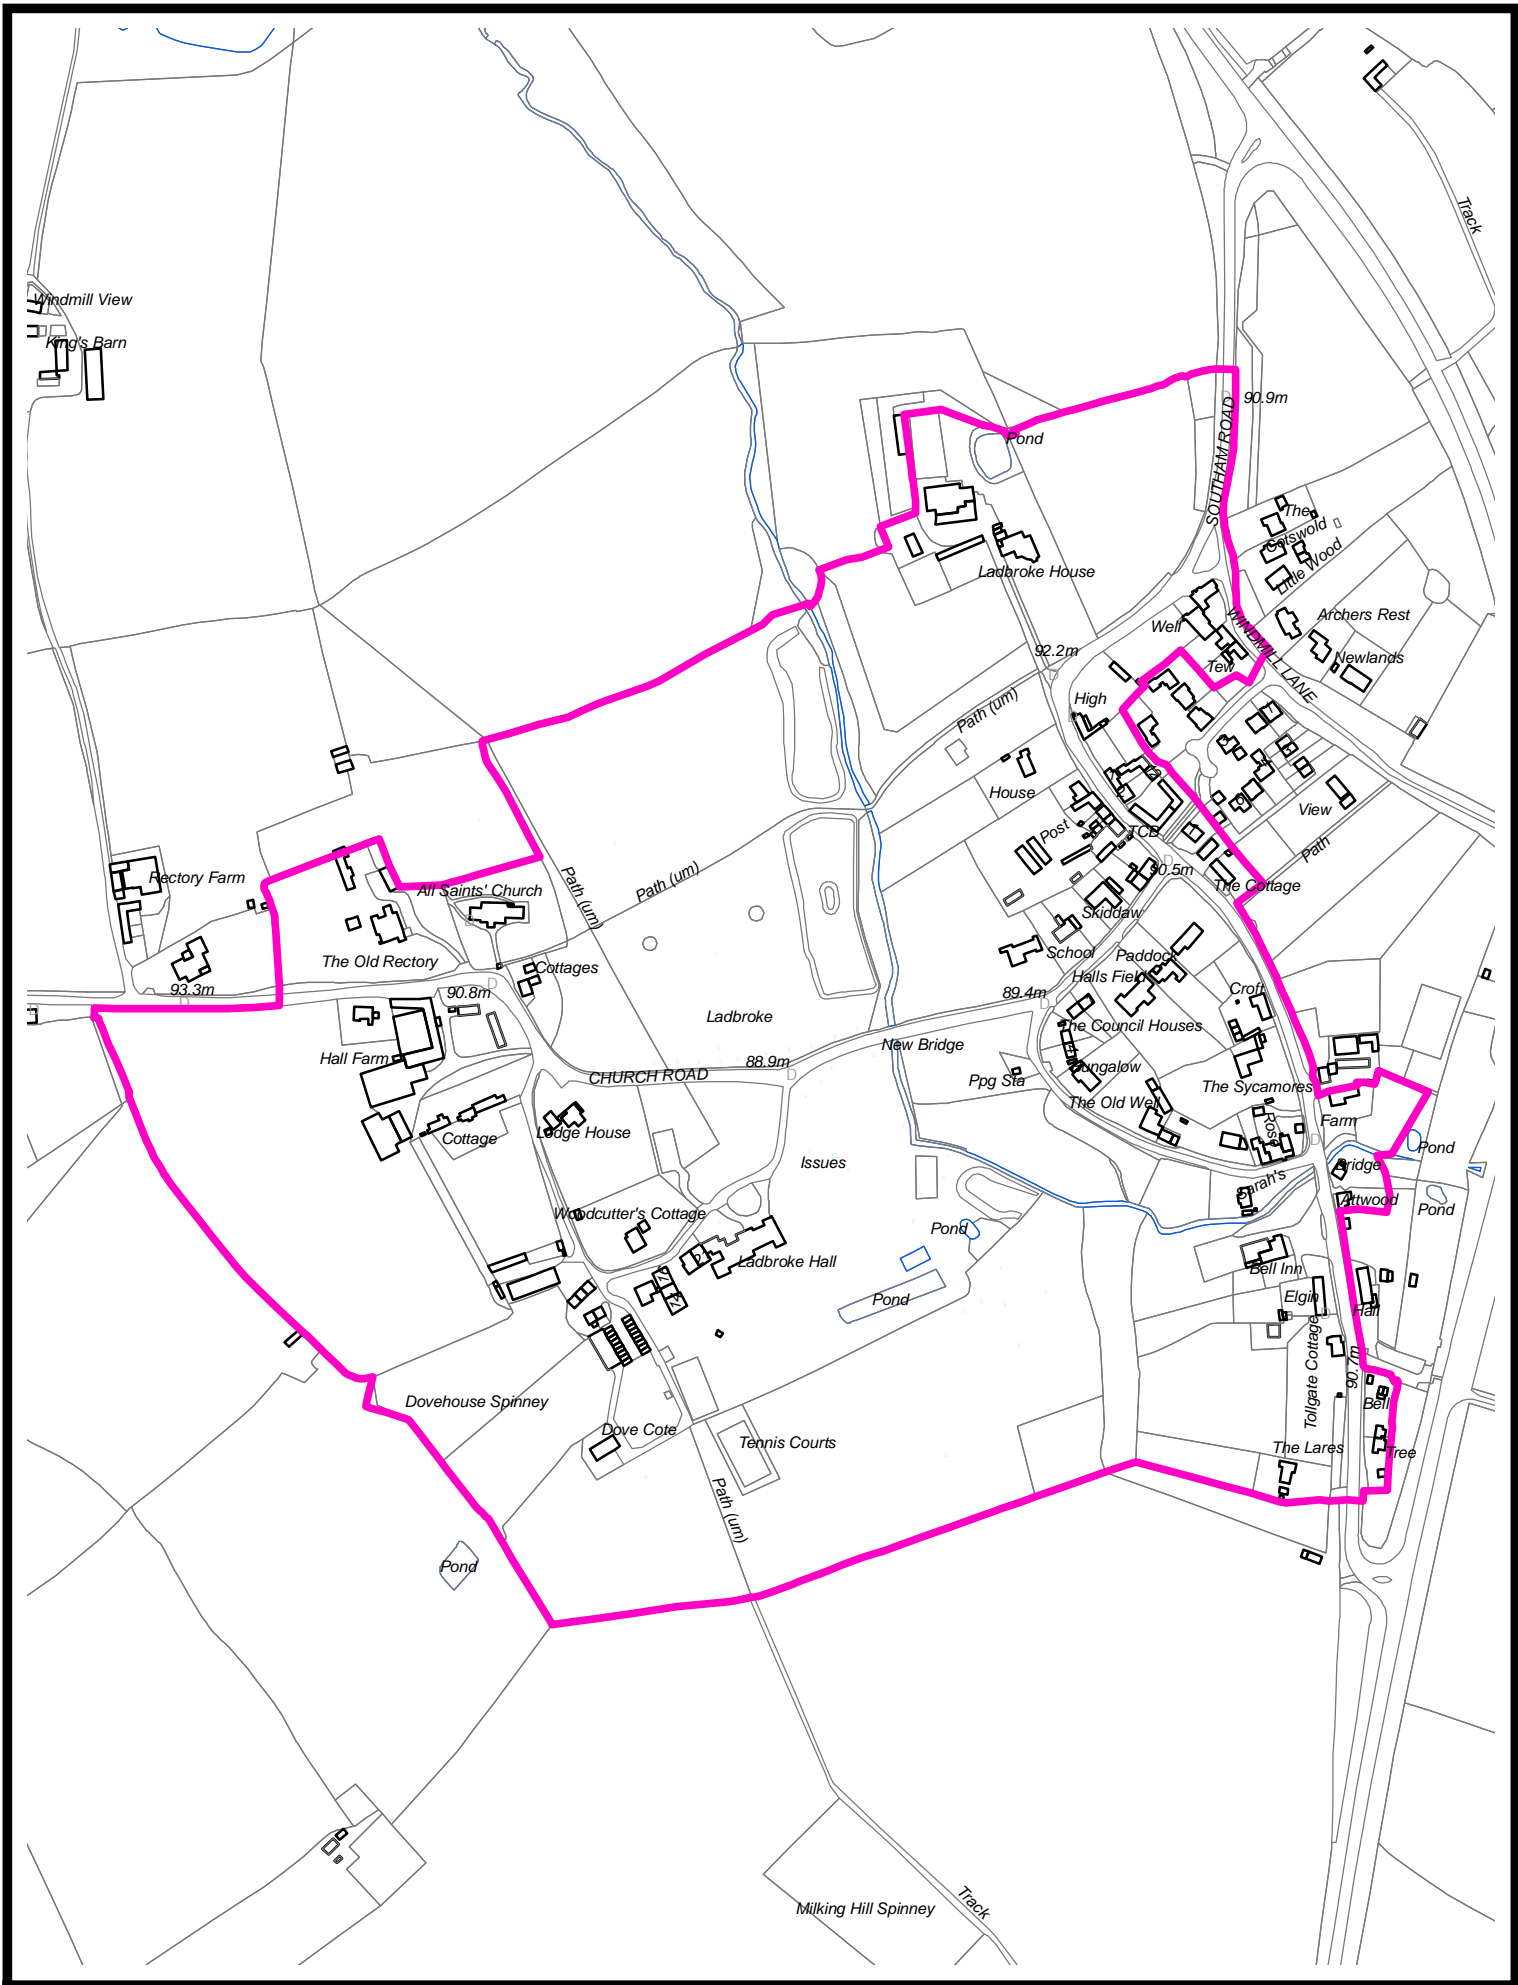 Track
Windmill View
King's Barn
90.9m
SOUTHAM ROAD
Pond
The
Cotswold
Little Wood
Ladbroke House
Archers Rest
WINDMILL LANE
Well
Newlands
92.2m
Tew
High
Path (um)
House
View
Post
TCB
Path
90.5m
The Cottage
Rectory Farm
All Saints' Church
Path (um)
Path (um)
Skiddaw
School
Paddock
The Old Rectory
Cottages
Halls Field
Croft
93.3m
90.8m
89.4m
Ladbroke
The Council Houses
New Bridge
Hall Farm
88.9m
CHURCH ROAD
Ppg Sta
Bungalow
The Sycamores
The Old Well
Farm
Rose
Cottage
Lodge House
Pond
Issues
Bridge
Sarah's
Attwood
Pond
Woodcutter's Cottage
Pond
Ladbroke Hall
Bell Inn
Elgin
Pond
Hall
Tollgate Cottage
90.7m
Dovehouse Spinney
Bell
Dove Cote
Tennis Courts
The Lares
Tree
Path (um)
Pond
Milking Hill Spinney
Track